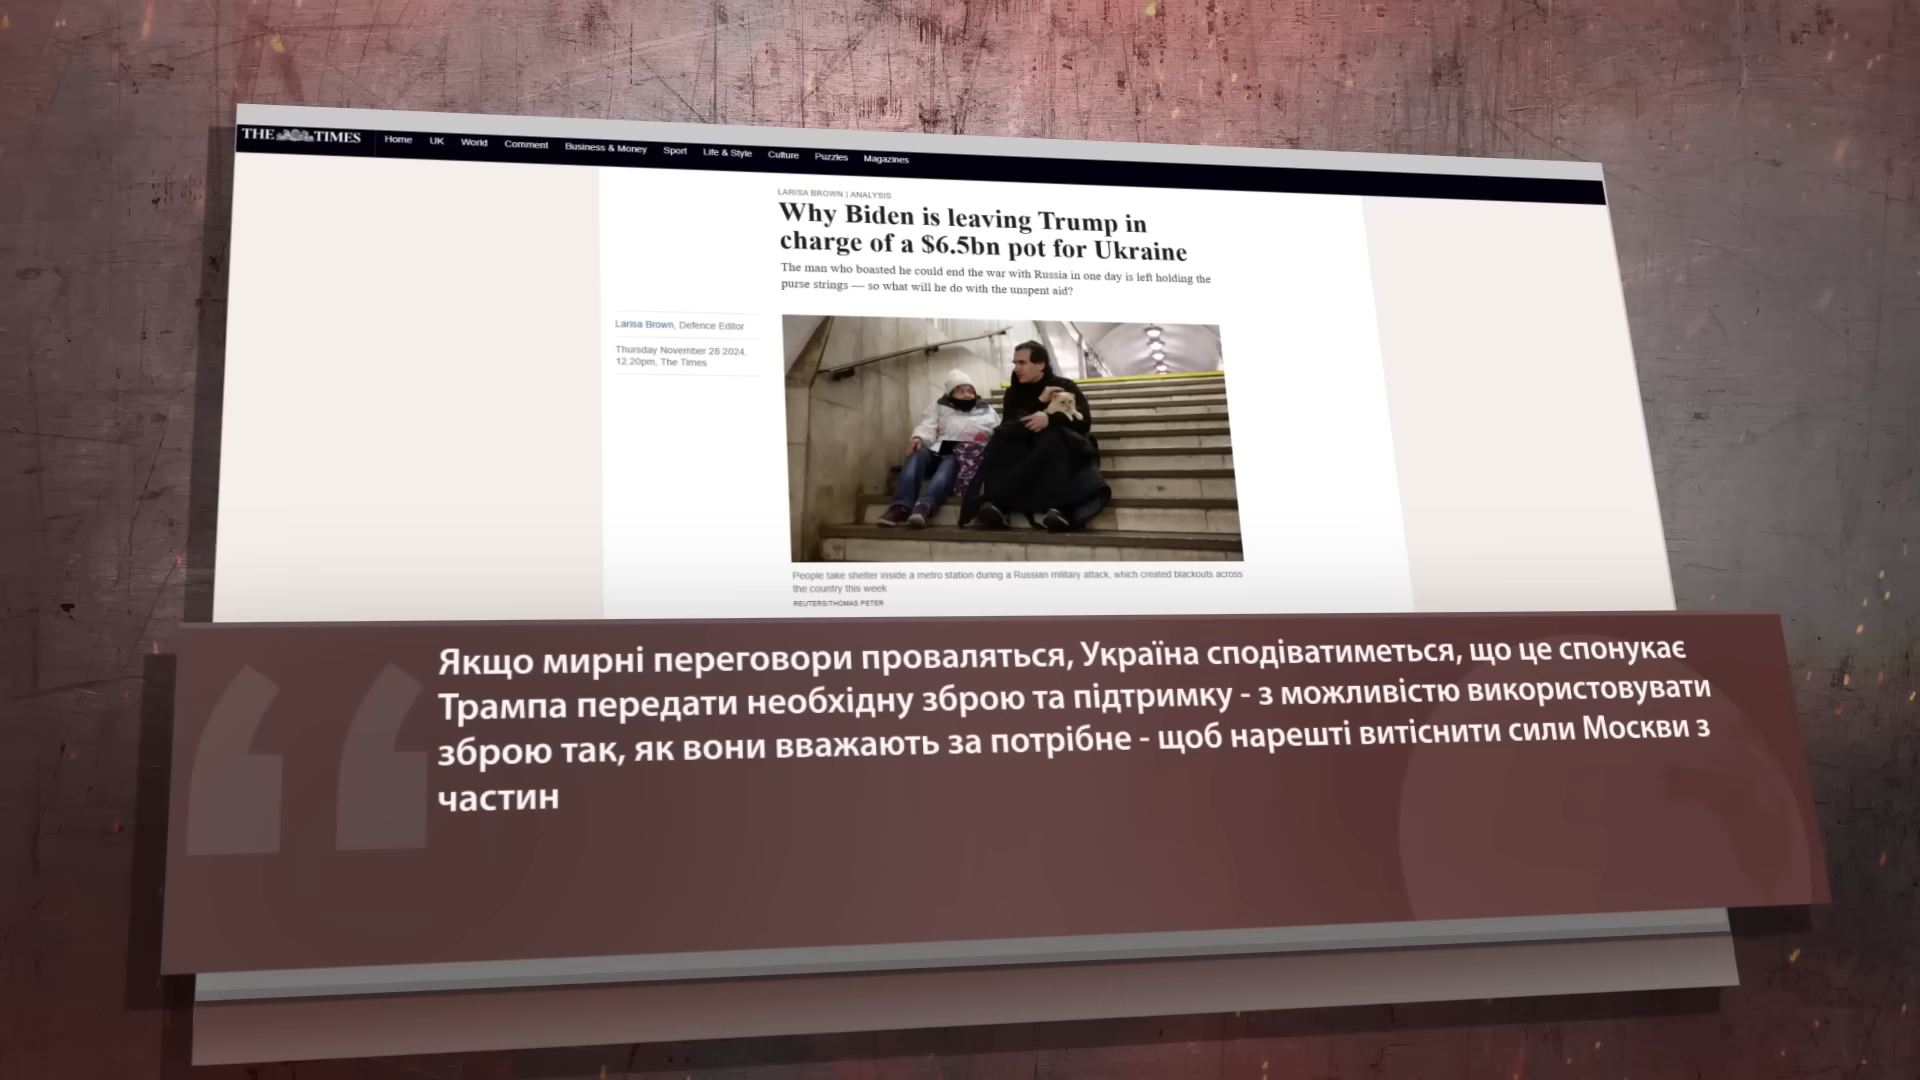 THE TIMES
Home UK World Comment Business & Money Sport Life & Style Culture Puzzles Magazines
LARISA BROWN | ANALYSIS
Why Biden is leaving Trump in
charge of a $6.5bn pot for Ukraine
The man who boasted he could end the war with Russia in one day is left holding the
purse strings — so what will he do with the unspent aid?
Larisa Brown, Defence Editor
Thursday November 28 2024,
12.20pm, The Times
People take shelter inside a metro station during a Russian military attack, which created blackouts across
the country this week
REUTERS/THOMAS PETER
Якщо мирні переговори проваляться, Україна сподіватиметься, що це спонукає
Трампа передати необхідну зброю та підтримку - з можливістю використовувати
зброю так, як вони вважають за потрібне - щоб нарешті витіснити сили Москви з
частин